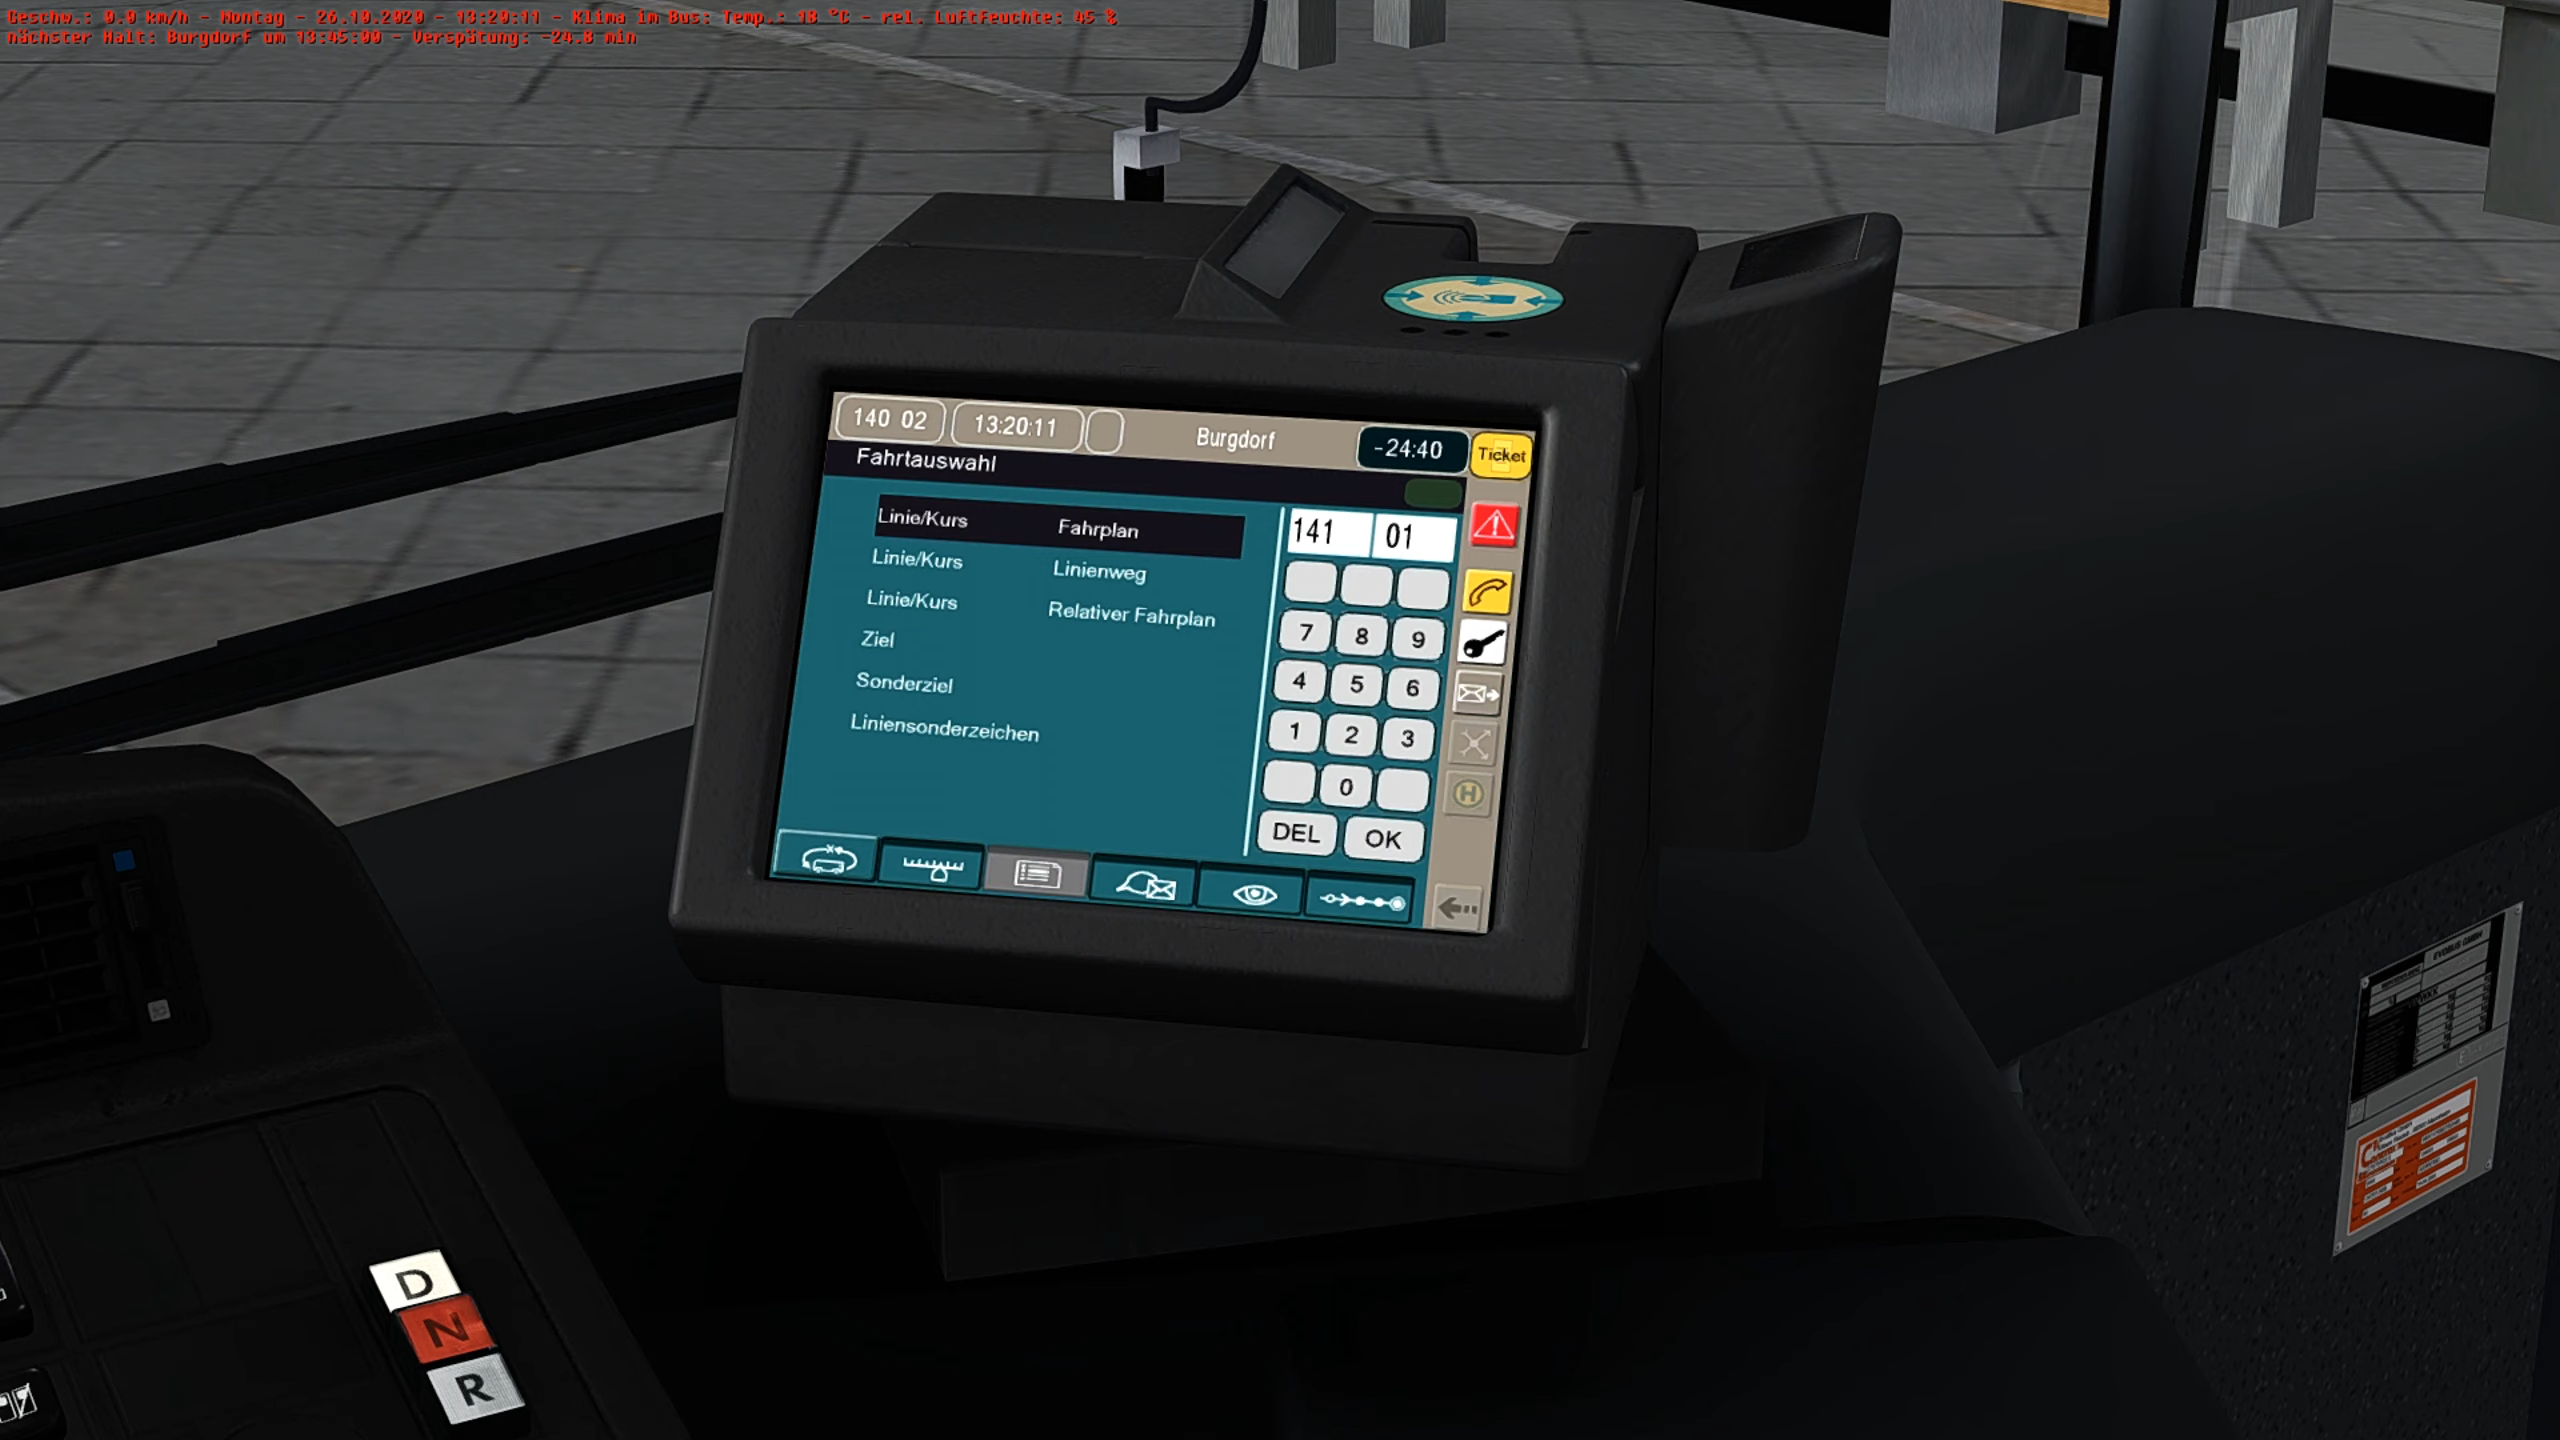 Geschw.: 0.0 km/h - Montag - 26.10.2020 - 13:20:11 - Klima im Bus: Temp.: 18 °C - rel. Luftfeuchte: 45 %
nächster Halt: Burgdorf um 13:45:00 - Verspätung: -24.8 min
140 02 13:20:11 Burgdorf -24:40 Ticket
Fahrtauswahl
Linie/Kurs Fahrplan 141 01
Linie/Kurs Linienweg
Linie/Kurs Relativer Fahrplan
Ziel
Sonderziel
Liniensonderzeichen
7 8 9
4 5 6
1 2 3
0
DEL OK
H
EVOBUS GMBH
D
N
R